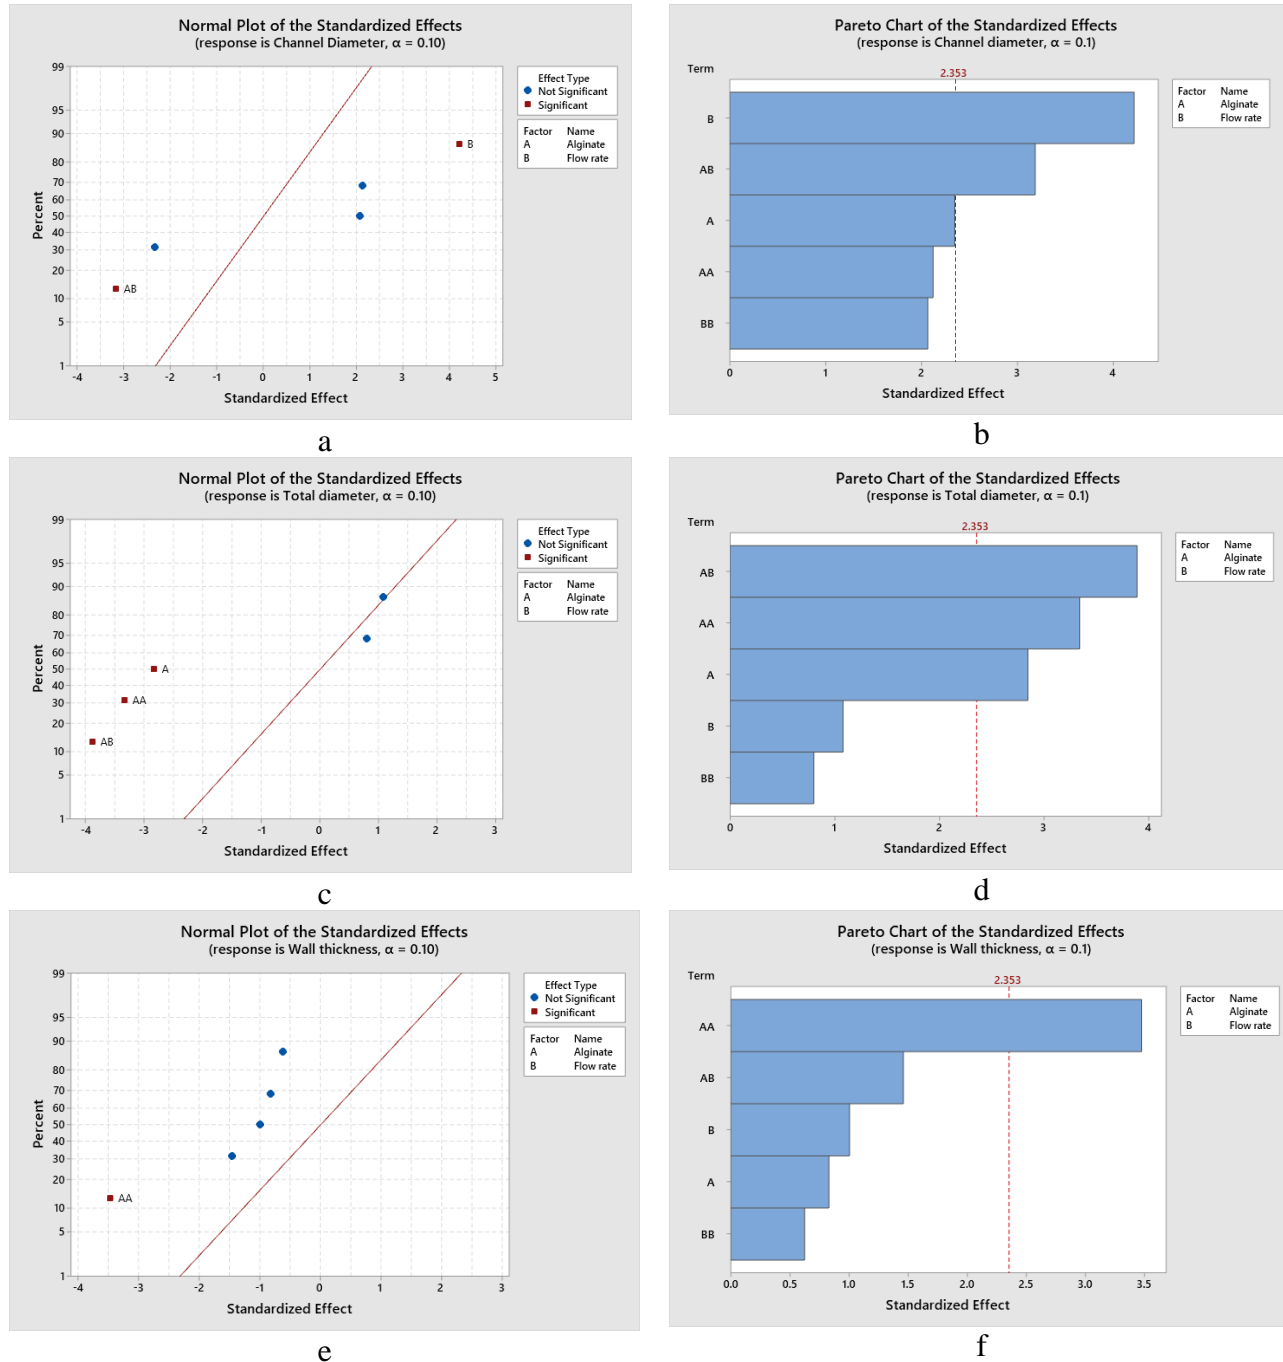 Normal Plot of the Standardized Effects
(response is Channel Diameter, α = 0.10)
Effect Type
Not Significant
Significant
Factor Name
A Alginate
B Flow rate
99
95
90
80
70
60
50
40
30
20
10
5
1
Percent
B
AB
-4 -3 -2 -1 0 1 2 3 4 5
Standardized Effect
a
Pareto Chart of the Standardized Effects
(response is Channel diameter, α = 0.1)
Term
2.353
Factor Name
A Alginate
B Flow rate
B
AB
A
AA
BB
0 1 2 3 4
Standardized Effect
b
Normal Plot of the Standardized Effects
(response is Total diameter, α = 0.10)
Effect Type
Not Significant
Significant
Factor Name
A Alginate
B Flow rate
99
95
90
80
70
60
50
40
30
20
10
5
1
Percent
A
AA
AB
-4 -3 -2 -1 0 1 2 3
Standardized Effect
c
Pareto Chart of the Standardized Effects
(response is Total diameter, α = 0.1)
Term
2.353
Factor Name
A Alginate
B Flow rate
AB
AA
A
B
BB
0 1 2 3 4
Standardized Effect
d
Normal Plot of the Standardized Effects
(response is Wall thickness, α = 0.10)
Effect Type
Not Significant
Significant
Factor Name
A Alginate
B Flow rate
99
95
90
80
70
60
50
40
30
20
10
5
1
Percent
AA
-4 -3 -2 -1 0 1 2 3
Standardized Effect
e
Pareto Chart of the Standardized Effects
(response is Wall thickness, α = 0.1)
Term
2.353
Factor Name
A Alginate
B Flow rate
AA
AB
B
A
BB
0.0 0.5 1.0 1.5 2.0 2.5 3.0 3.5
Standardized Effect
f